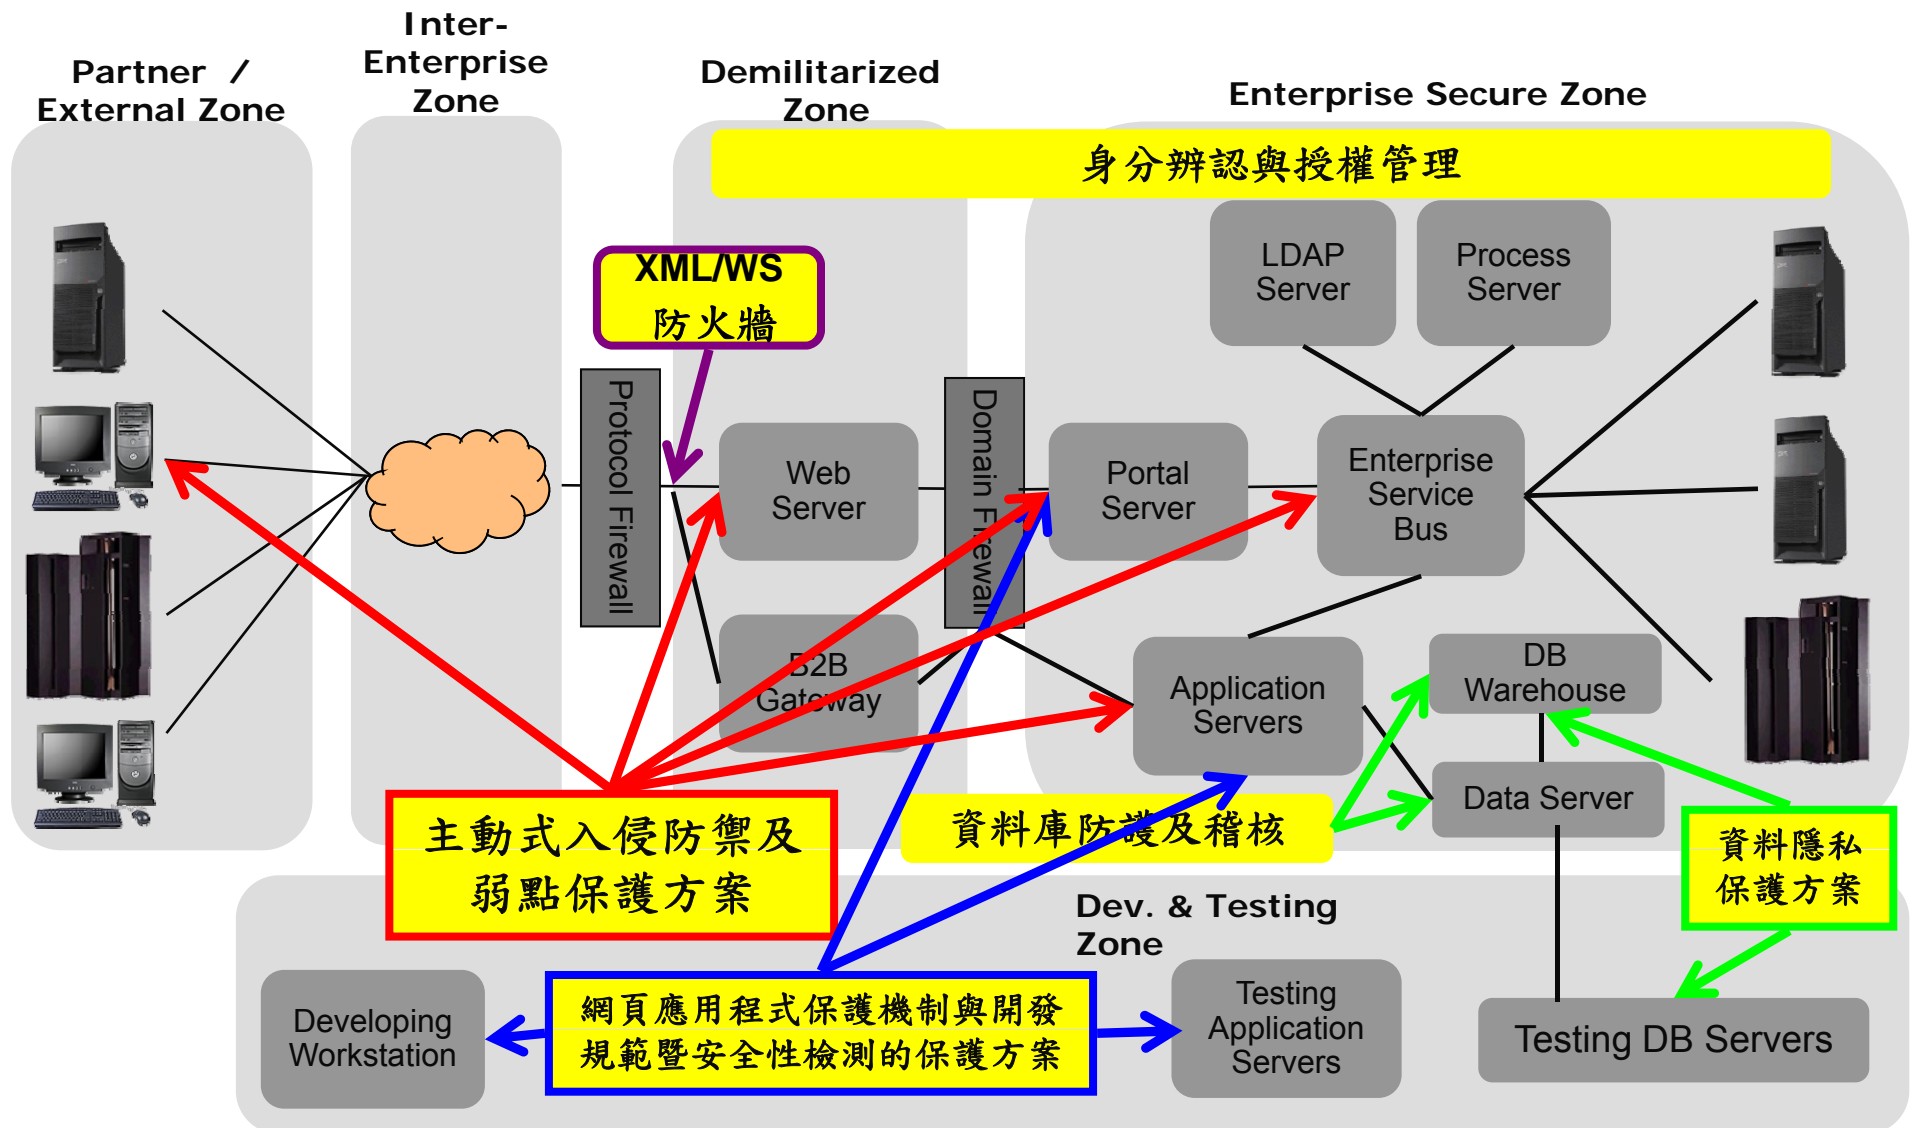 Partner /
External Zone
Inter-
Enterprise
Zone
Demilitarized
Zone
Enterprise Secure Zone
身分辨認與授權管理
XML/WS
防火牆
LDAP
Server
Process
Server
Protocol Firewall
Domain Firewall
Web
Server
Portal
Server
Enterprise
Service
Bus
B2B
Gateway
Application
Servers
DB
Warehouse
Data Server
主動式入侵防禦及
弱點保護方案
資料庫防護及稽核
資料隱私
保護方案
Dev. & Testing
Zone
Developing
Workstation
網頁應用程式保護機制與開發
規範暨安全性檢測的保護方案
Testing
Application
Servers
Testing DB Servers